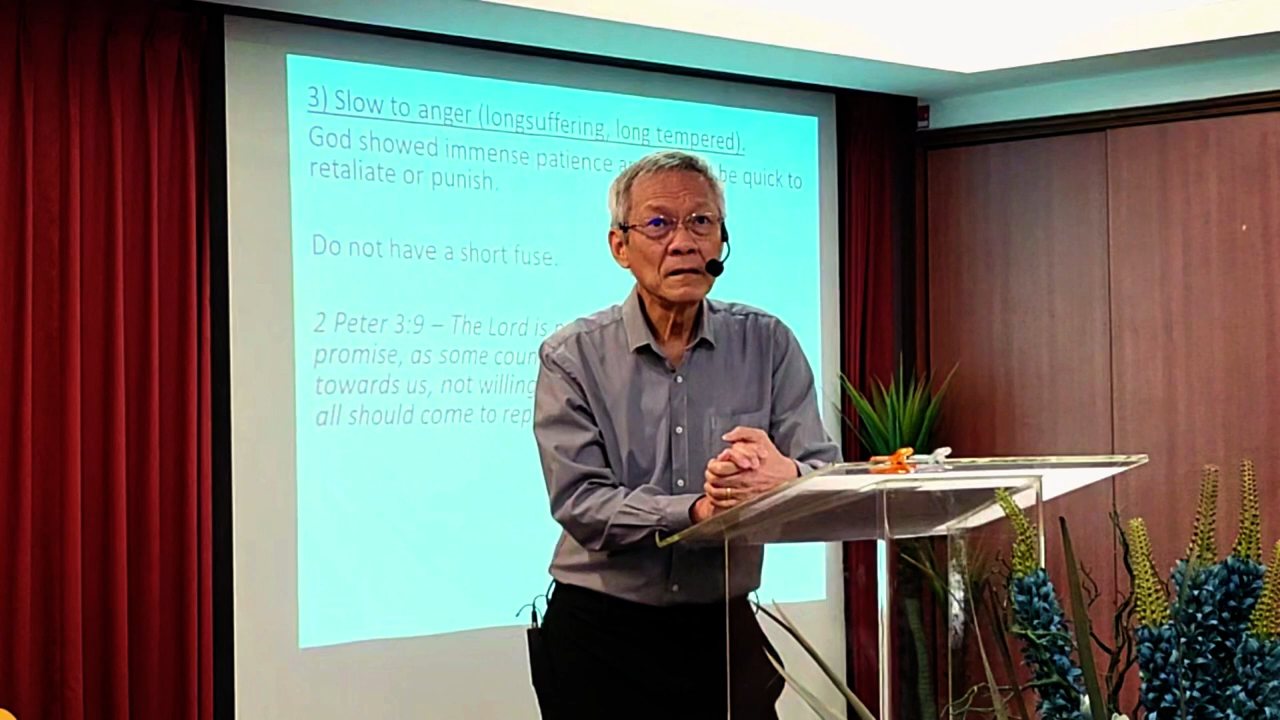 3) Slow to anger (longsuffering, long tempered).
God showed immense patience be quick to
retaliate or punish.
Do not have a short fuse.
2 Peter 3:9 – The Lord is
promise, as some
towards us, not willing
all should come to